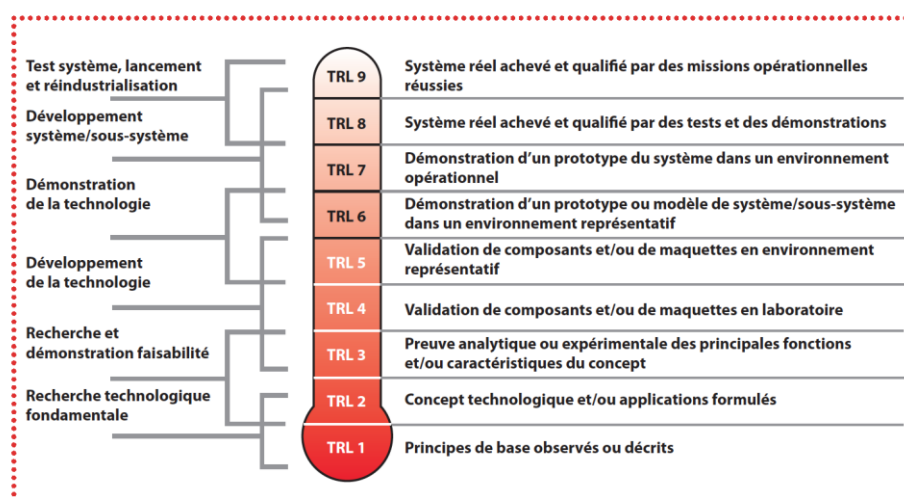 Test système, lancement
et réindustrialisation
Développement
système/sous-système
Démonstration
de la technologie
Développement
de la technologie
Recherche et
démonstration faisabilité
Recherche technologique
fondamentale
TRL 9
Système réel achevé et qualifié par des missions opérationnelles
réussies
TRL 8
Système réel achevé et qualifié par des tests et des démonstrations
TRL 7
Démonstration d'un prototype du système dans un environnement
opérationnel
TRL 6
Démonstration d'un prototype ou modèle de système/sous-système
dans un environnement représentatif
TRL 5
Validation de composants et/ou de maquettes en environnement
représentatif
TRL 4
Validation de composants et/ou de maquettes en laboratoire
TRL 3
Preuve analytique ou expérimentale des principales fonctions
et/ou caractéristiques du concept
TRL 2
Concept technologique et/ou applications formulés
TRL 1
Principes de base observés ou décrits